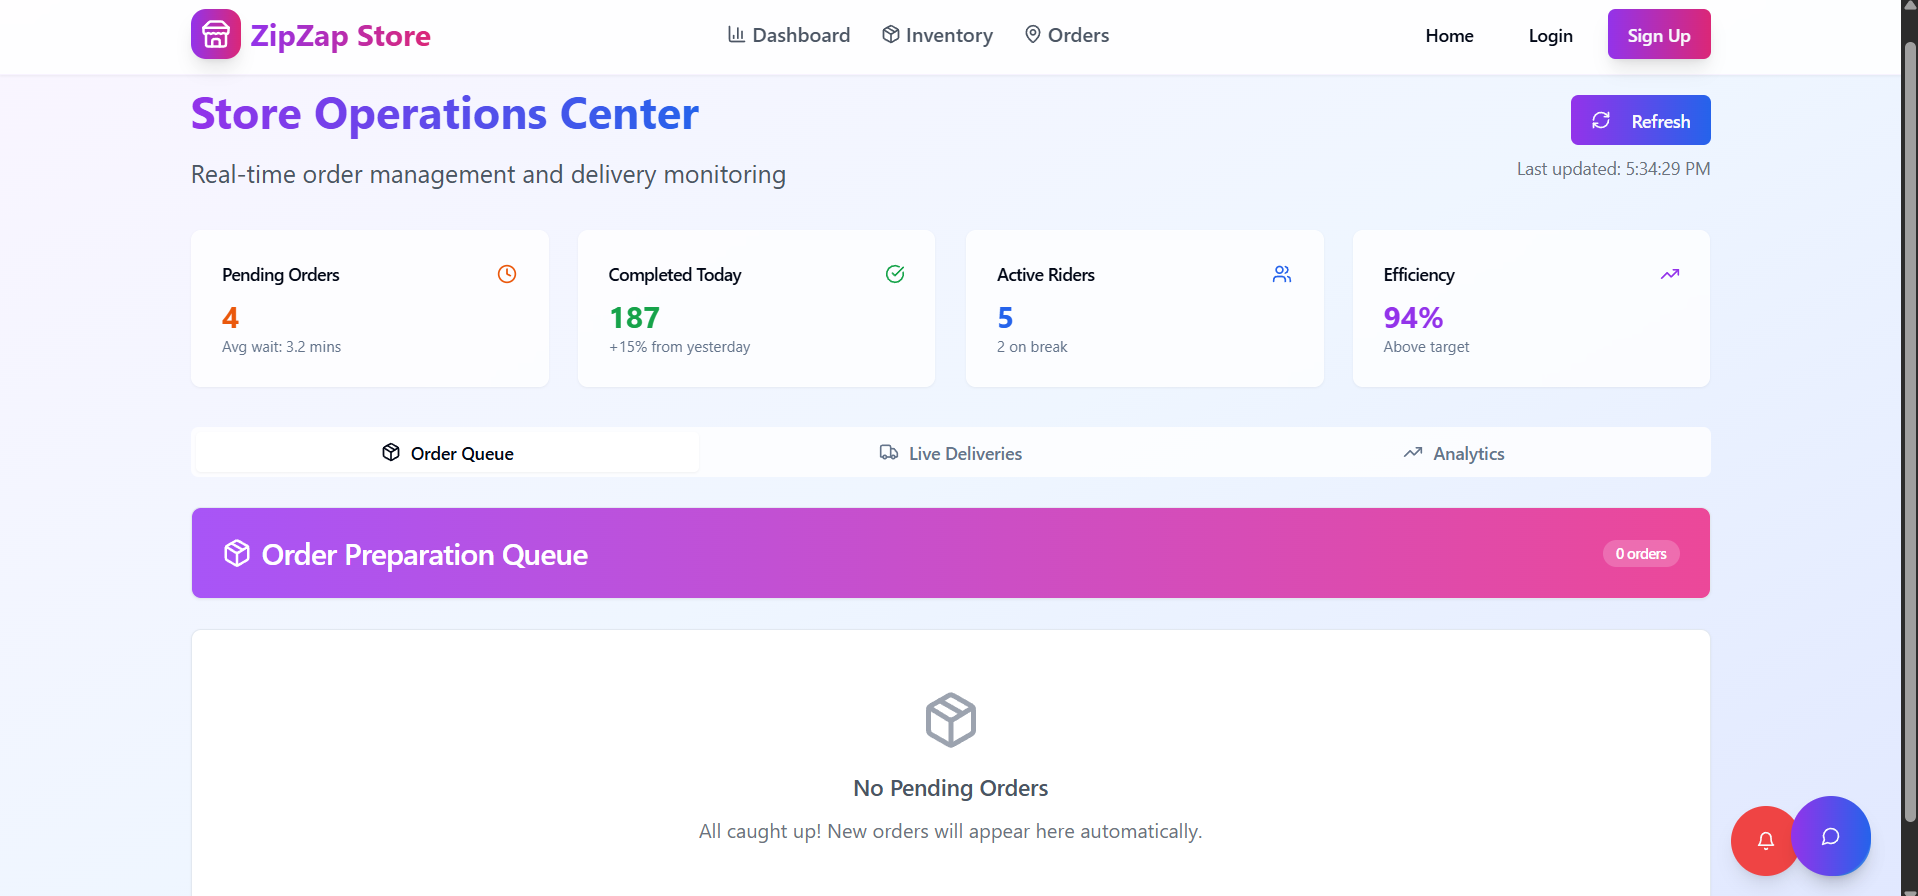 ZipZap Store
Dashboard
Inventory
Orders
Home
Login
Sign Up
Store Operations Center
Refresh
Real-time order management and delivery monitoring
Last updated: 5:34:29 PM
Pending Orders
4
Avg wait: 3.2 mins
Completed Today
187
+15% from yesterday
Active Riders
5
2 on break
Efficiency
94%
Above target
Order Queue
Live Deliveries
Analytics
Order Preparation Queue
0 orders
No Pending Orders
All caught up! New orders will appear here automatically.